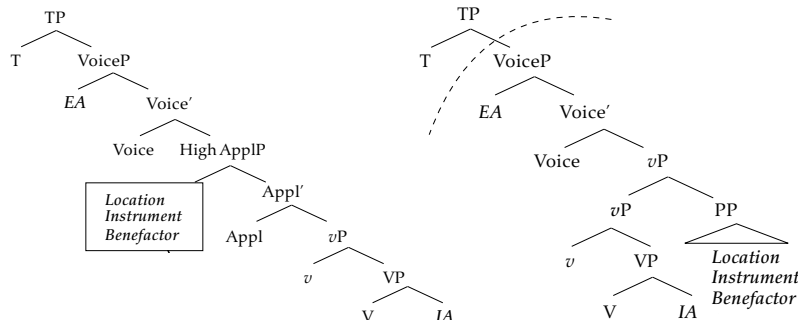 TP TP
T VoiceP T VoiceP
EA Voice′ EA Voice′
Voice High ApplP Voice vP
Location
Instrument
Benefactor
Appl′ vP PP
Appl vP v VP
Location
Instrument
Benefactor
v VP V IA
V IA